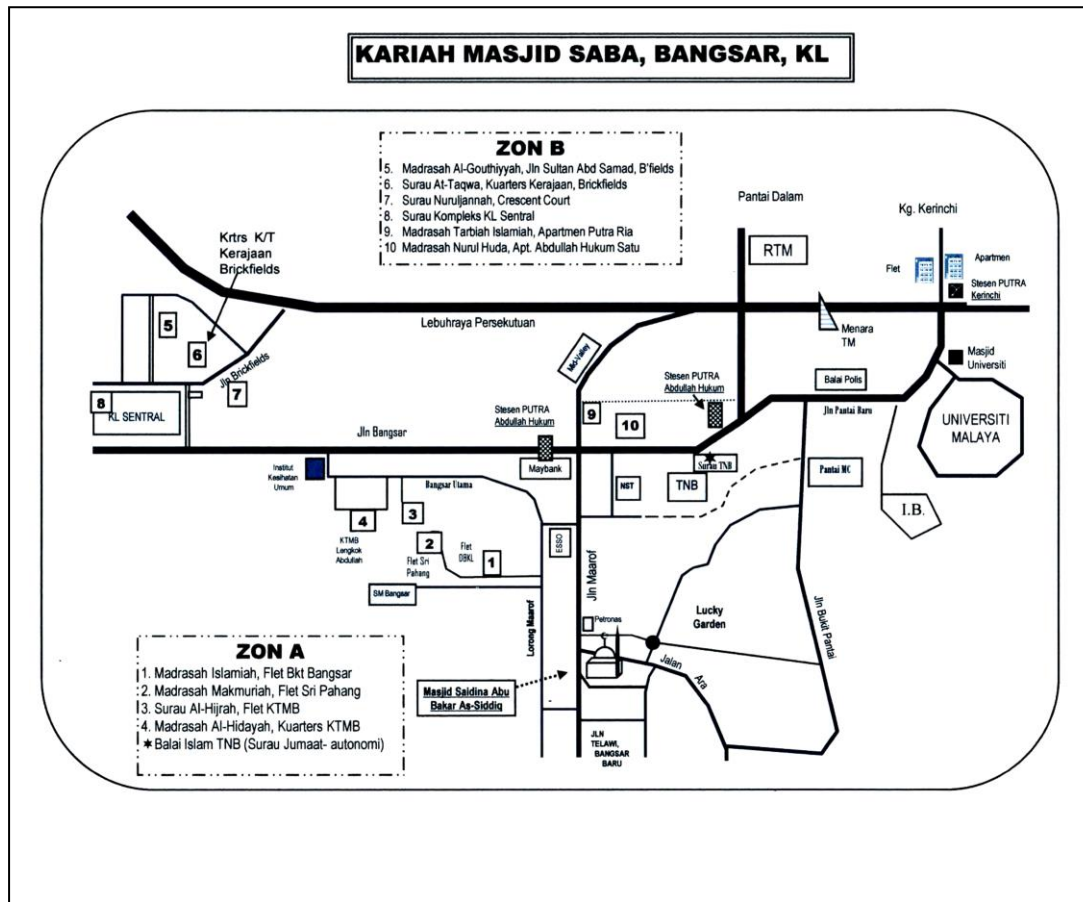 KARIAH MASJID SABA, BANGSAR, KL
ZON B
5. Madrasah Al-Gouthiyyah, Jln Sultan Abd Samad, B'fields
6 Surau At-Taqwa, Kuarters Kerajaan, Brickfields
7 Surau Nuruljannah, Crescent Court
8 Surau Kompleks KL Sentral
9 Madrasah Tarbiah Islamiah, Apartmen Putra Ria
10 Madrasah Nurul Huda, Apt. Abdullah Hukum Satu
Pantai Dalam
Kg. Kerinchi
Krtrs K/T
Kerajaan
Brickfields
RTM
Flet
Apartmen
Stesen PUTRA
Kerinchi
Lebuhraya Persekutuan
Menara
TM
5
6
Jln Brickfields
7
8
KL SENTRAL
Mid-Valley
Stesen PUTRA
Abdullah Hukum
Balai Polis
Masjid
Universiti
UNIVERSITI
MALAYA
9
10
Jln Pantai Baru
Jln Bangsar
Stesen PUTRA
Abdullah Hukum
Maybank
Surau TNB
NST
TNB
Pantai MC
I.B.
Institut
Kesihatan
Umum
Bangsar Utama
3
4
KTMB
Lengkok
Abdullah
2
Flet Sri
Pahang
Flet
DBKL
1
SM Bangsar
ESSO
Jln Maarof
Lorong Maarof
Petronas
Lucky
Garden
Jln Bukit Pantai
Jalan
Ara
Masjid Saidina Abu
Bakar As-Siddiq
JLN
TELAWI,
BANGSAR
BARU
ZON A
1. Madrasah Islamiah, Flet Bkt Bangsar
2. Madrasah Makmuriah, Flet Sri Pahang
3. Surau Al-Hijrah, Flet KTMB
4. Madrasah Al-Hidayah, Kuarters KTMB
✶ Balai Islam TNB (Surau Jumaat- autonomi)